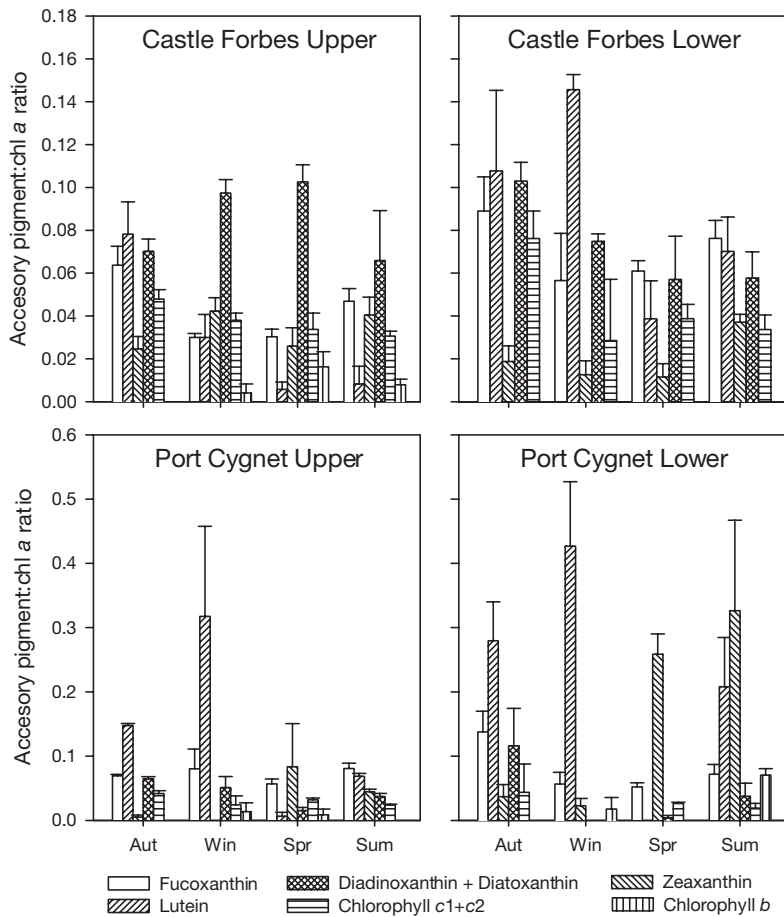 Castle Forbes Upper
Castle Forbes Lower
Accesory pigment:chl a ratio
0.18
0.16
0.14
0.12
0.10
0.08
0.06
0.04
0.02
0.00
Port Cygnet Upper
Port Cygnet Lower
Accesory pigment:chl a ratio
0.6
0.5
0.4
0.3
0.2
0.1
0.0
Aut Win Spr Sum
Aut Win Spr Sum
Fucoxanthin Diadinoxanthin + Diatoxanthin Zeaxanthin
Lutein Chlorophyll c1+c2 Chlorophyll b